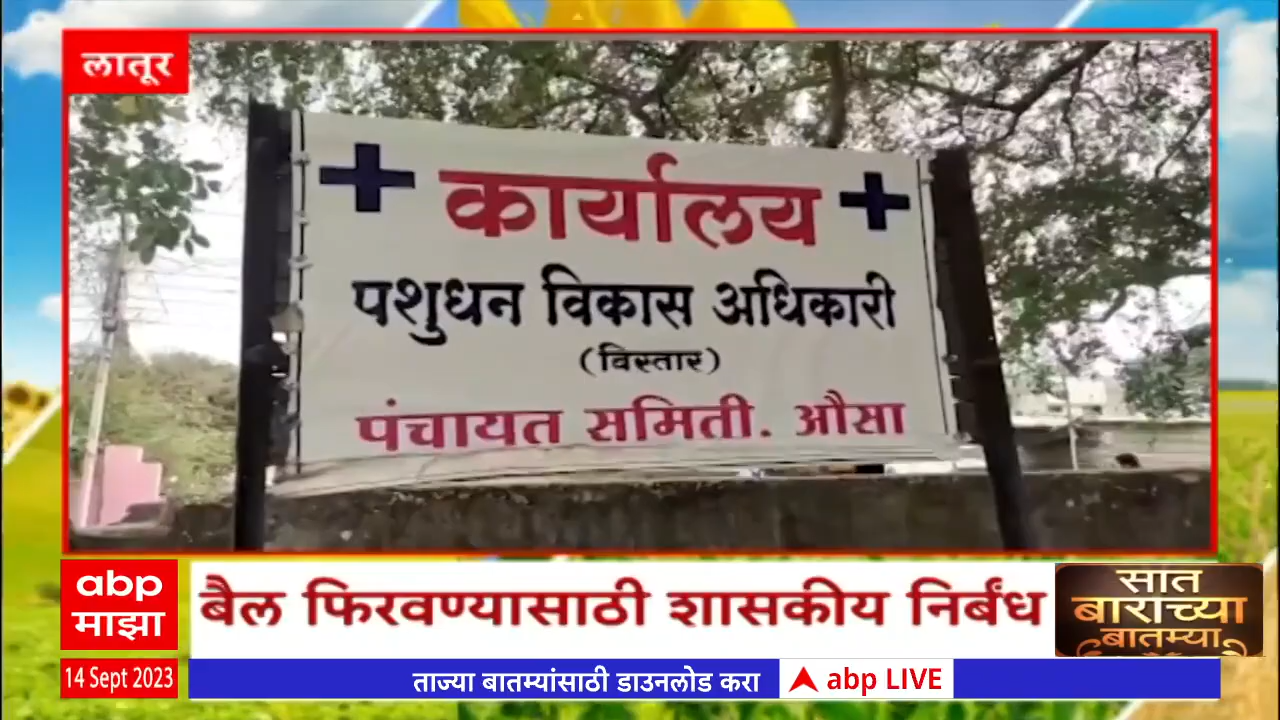 लातूर
कार्यालय
पशुधन विकास अधिकारी
(विस्तार)
पंचायत समिती. औसा
abp
माझा
बैल फिरवण्यासाठी शासकीय निर्बंध
सात
बाराच्या
बातम्या
14 Sept 2023
ताज्या बातम्यांसाठी डाउनलोड करा
abp LIVE